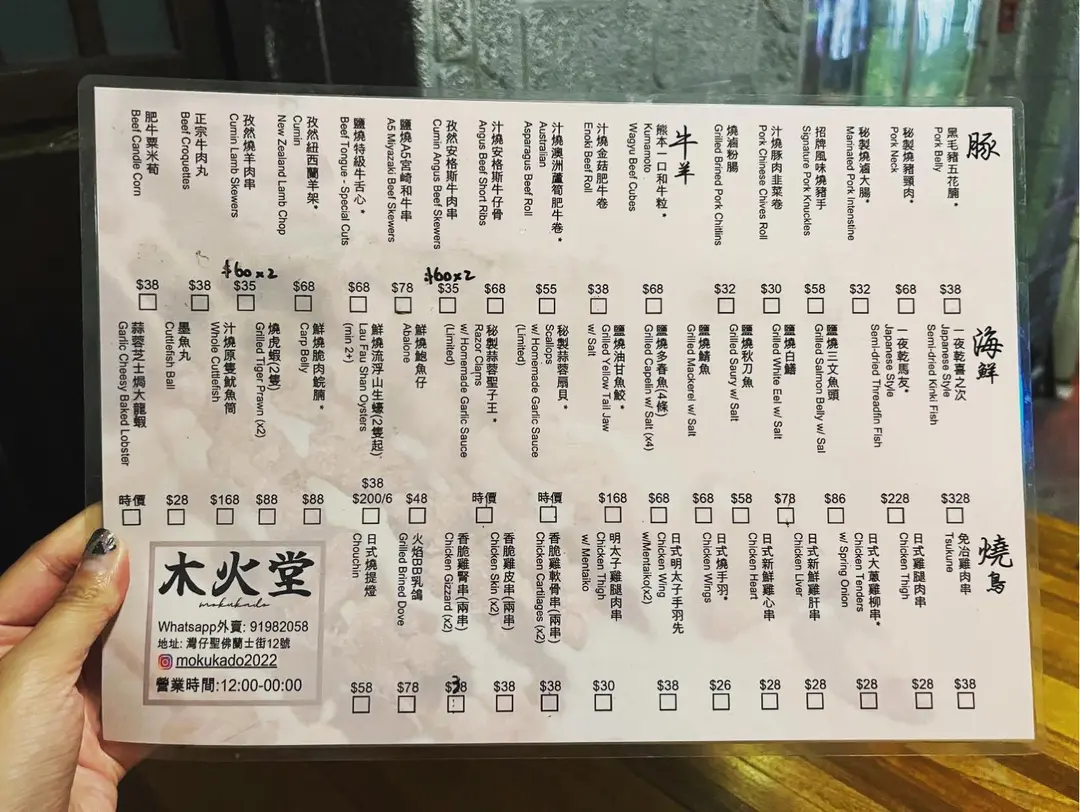 豚
黑毛豬五花腩*
Pork Belly
$38
秘製燒豬頸肉*
Pork Neck
$68
秘製燒滷大腸*
Marinated Pork Intenstine
$32
招牌風味燒豬手
Signature Pork Knuckles
$58
汁燒豚肉韭菜卷
Pork Chinese Chives Roll
$30
燒滷粉腸
Grilled Brined Pork Chitlins
$32
牛羊
熊本一口和牛粒*
Kumamoto
Wagyu Beef Cubes
$68
汁燒金菇肥牛卷
Enoki Beef Roll
$38
汁燒澳洲蘆筍肥牛卷*
Australian
Asparagus Beef Roll
$55
汁燒安格斯牛仔骨
Angus Beef Short Ribs
$68
孜然安格斯牛肉串
Cumin Angus Beef Skewers
$35
$60x2
鹽燒A5宮崎和牛串
A5 Miyazaki Beef Skewers
$78
鹽燒特級牛舌心*
Beef Tongue - Special Cuts
$68
孜然紐西蘭羊架*
New Zealand Lamb Chop
Cumin
$68
孜然燒羊肉串
Cumin Lamb Skewers
$35
$60x2
正宗牛肉丸
Beef Croquettes
$38
肥牛粟米筍
Beef Candle Corn
$38
海鮮
一夜乾喜之次
Japanese Style
Semi-dried Kinki Fish
$328
一夜乾馬友*
Japanese Style
Semi-dried Threadfin Fish
$228
鹽燒三文魚頭
Grilled Salmon Belly w/ Sal
$86
鹽燒白鱔
Grilled White Eel w/ Salt
$78
鹽燒秋刀魚
Grilled Saury w/ Salt
$58
鹽燒鯖魚
Grilled Mackerel w/ Salt
$68
鹽燒多春魚(4條)
Grilled Capelin w/ Salt (x4)
$68
鹽燒油甘魚鮫*
Grilled Yellow Tail Jaw
w/ Salt
$168
秘製蒜蓉扇貝*
Scallops
w/ Homemade Garlic Sauce
(Limited)
時價
秘製蒜蓉聖子王*
Razor Clams
w/ Homemade Garlic Sauce
(Limited)
時價
鮮燒鮑魚仔
Abalone
$48
鮮燒流浮山生蠔(2隻起)
Lau Fau Shan Oysters
(min 2+)
$38
$200/6
鮮燒脆肉鯇腩*
Carp Belly
$88
燒虎蝦(2隻)
Grilled Tiger Prawn (x2)
$88
汁燒原隻魷魚筒
Whole Cuttlefish
$168
墨魚丸
Cuttlefish Ball
$28
蒜蓉芝士焗大龍蝦
Garlic Cheesy Baked Lobster
時價
燒鳥
免冶雞肉串
Tsukune
$38
日式雞腿肉串
Chicken Thigh
$28
日式大蔥雞柳串*
Chicken Tenders
w/ Spring Onion
$28
日式新鮮雞肝串
Chicken Liver
$28
日式新鮮雞心串
Chicken Heart
$28
日式燒手羽*
Chicken Wings
$26
日式明太子手羽先
Chicken Wings
w/Mentaiko(x2)
$38
明太子雞腿肉串
Chicken Thigh
w/ Mentaiko
$30
香脆雞軟骨串(兩串)
Chicken Cartilages (x2)
$38
香脆雞皮串(兩串)
Chicken Skin (x2)
$38
香脆雞腎串(兩串)
Chicken Gizzard (x2)
$38
火焰BB乳鴿
Grilled Brined Dove
$78
日式燒提燈
Chouchin
$58
木火堂
mokukado
Whatsapp外賣: 91982058
地址: 灣仔聖佛蘭士街12號
mokukado2022
營業時間:12:00-00:00